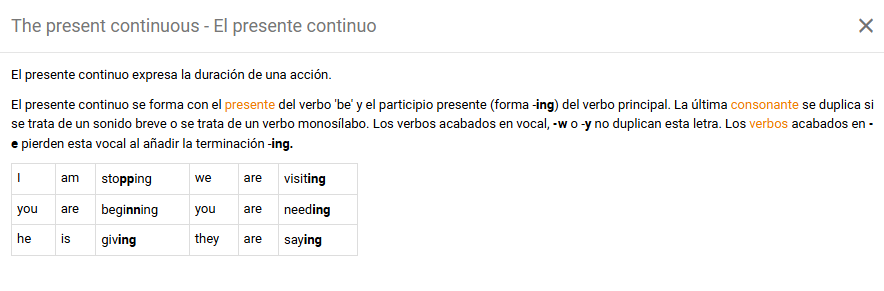 The present continuous - El presente continuo
El presente continuo expresa la duración de una acción.
El presente continuo se forma con el presente del verbo 'be' y el participio presente (forma -ing) del verbo principal. La última consonante se duplica si
se trata de un sonido breve o se trata de un verbo monosílabo. Los verbos acabados en vocal, -w o -y no duplican esta letra. Los verbos acabados en -
e pierden esta vocal al añadir la terminación -ing.
I am stopping we are visiting
you are beginning you are needing
he is giving they are saying